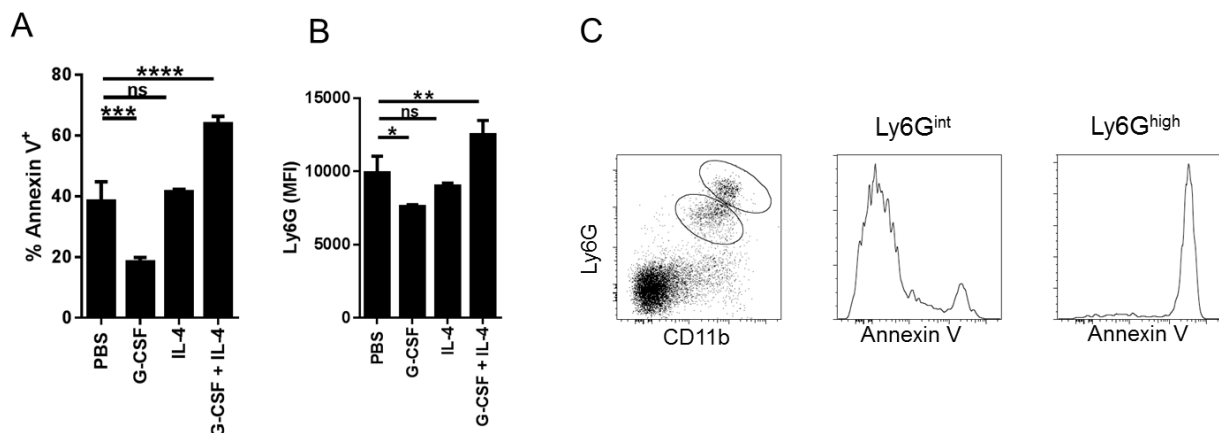 A
% Annexin V+
80
60
40
20
0
****
ns
***
PBS
G-CSF
IL-4
G-CSF + IL-4
B
Ly6G (MFI)
15000
10000
5000
0
**
ns
*
PBS
G-CSF
IL-4
G-CSF + IL-4
C
Ly6G
CD11b
Ly6Gint
Annexin V
Ly6Ghigh
Annexin V